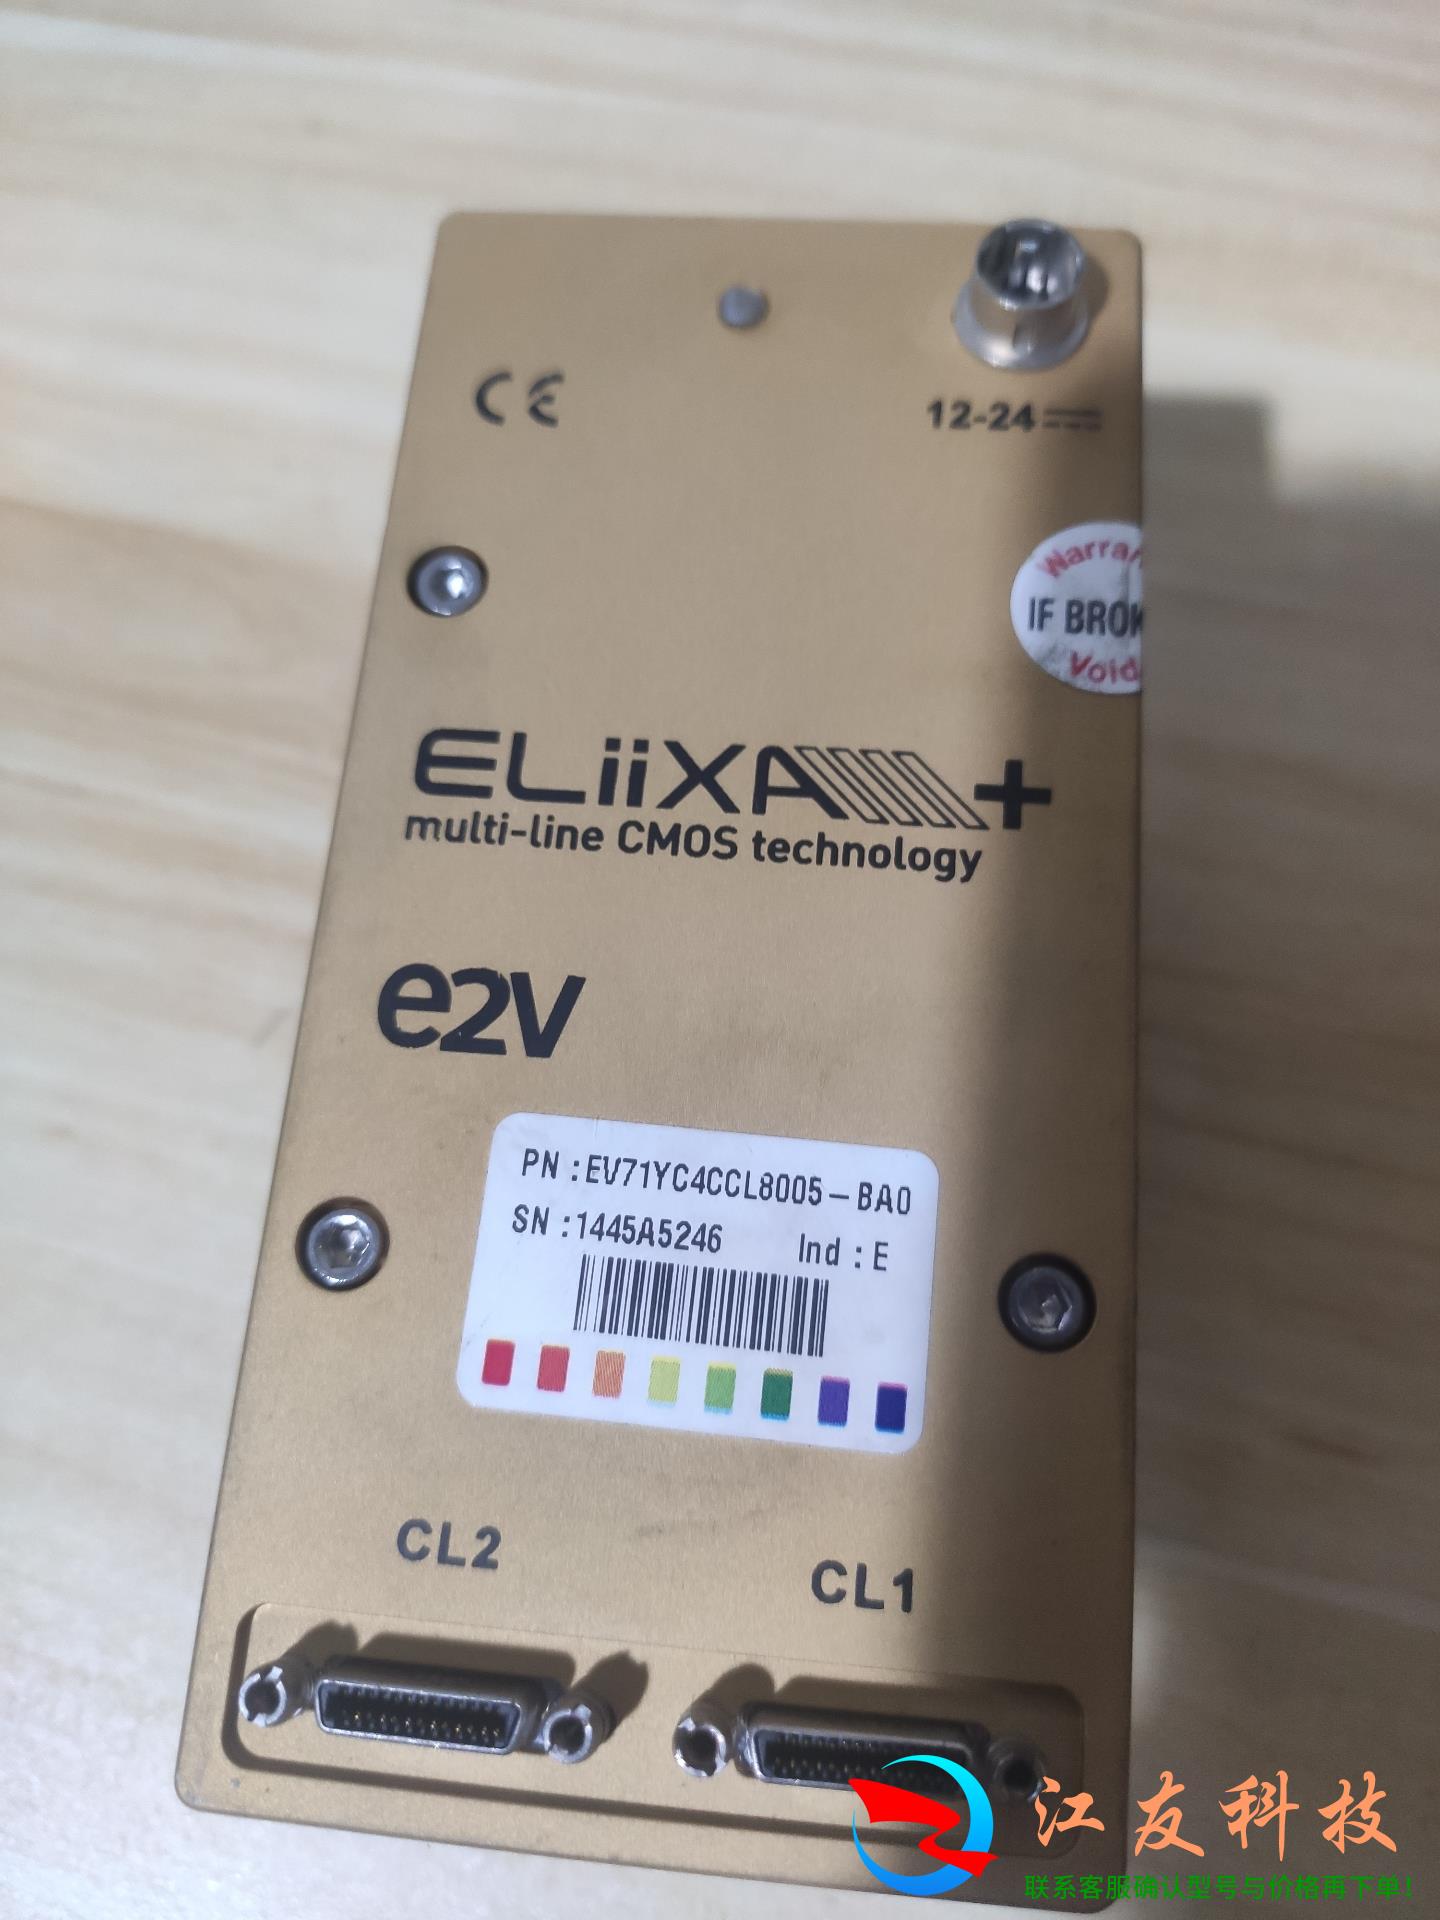 CE
12-24
Warran
IF BROK
Void
ELiiXA+
multi-line CMOS technology
e2v
PN :EV71YC4CCL8005-BA0
SN :1445A5246 Ind : E
CL2
CL1
江友科技
联系客服确认型号与价格再下单!